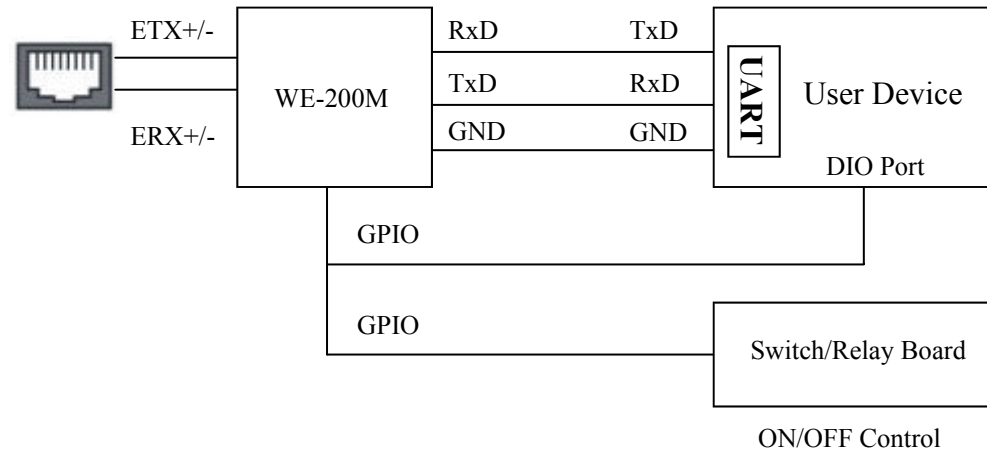 ETX+/-
ERX+/-
WE-200M
RxD
TxD
TxD
RxD
GND
GND
UART
User Device
DIO Port
GPIO
GPIO
Switch/Relay Board
ON/OFF Control